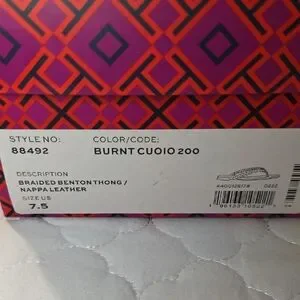 STYLE NO: COLOR/CODE:
88492 BURNT CUOIO 200
DESCRIPTION
BRAIDED BENTON THONG /
NAPPA LEATHER
SIZE US
7.5